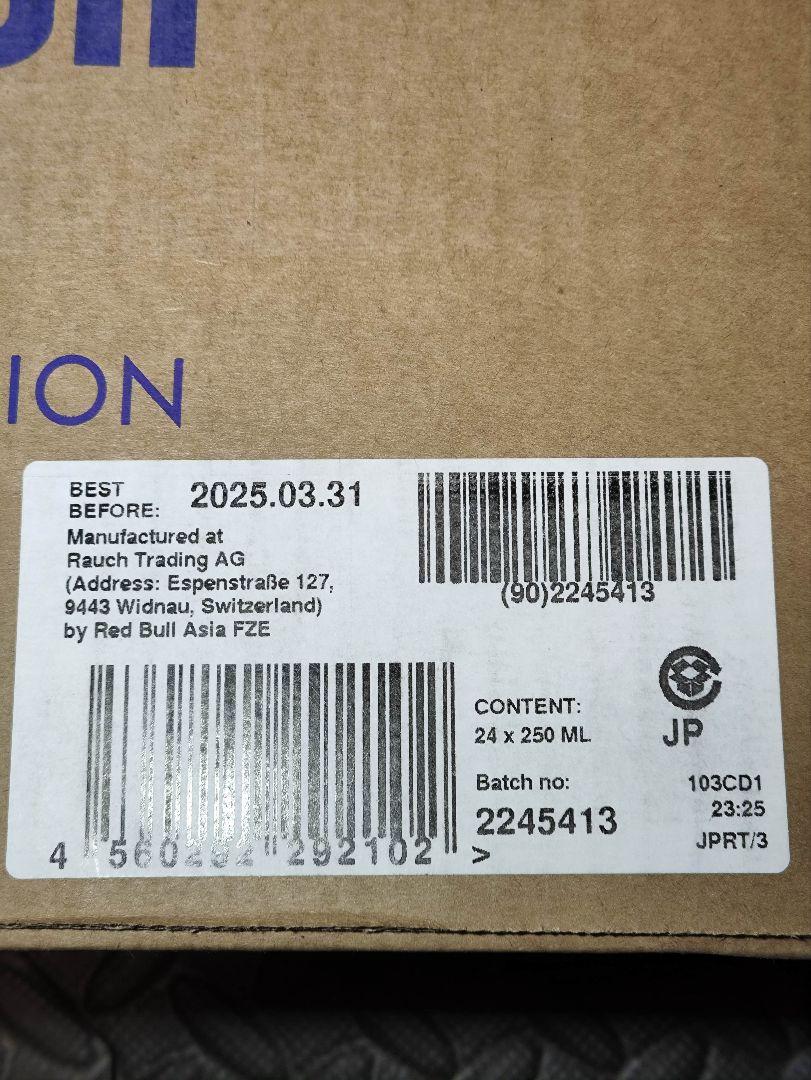 ION
BEST
BEFORE: 2025.03.31
Manufactured at
Rauch Trading AG
(Address: Espenstraße 127,
9443 Widnau, Switzerland)
by Red Bull Asia FZE
(90)2245413
CONTENT:
24 x 250 ML
JP
Batch no:
2245413
103CD1
23:25
JPRT/3
4 560292 292102 >